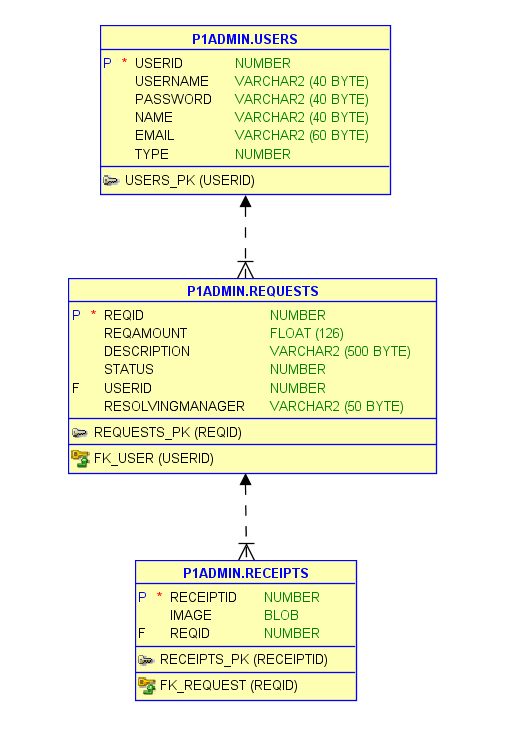 P1ADMIN.USERS
P * USERID NUMBER
USERNAME VARCHAR2 (40 BYTE)
PASSWORD VARCHAR2 (40 BYTE)
NAME VARCHAR2 (40 BYTE)
EMAIL VARCHAR2 (60 BYTE)
TYPE NUMBER
USERS_PK (USERID)
P1ADMIN.REQUESTS
P * REQID NUMBER
REQAMOUNT FLOAT (126)
DESCRIPTION VARCHAR2 (500 BYTE)
STATUS NUMBER
F USERID NUMBER
RESOLVINGMANAGER VARCHAR2 (50 BYTE)
REQUESTS_PK (REQID)
FK_USER (USERID)
P1ADMIN.RECEIPTS
P * RECEIPTID NUMBER
IMAGE BLOB
F REQID NUMBER
RECEIPTS_PK (RECEIPTID)
FK_REQUEST (REQID)